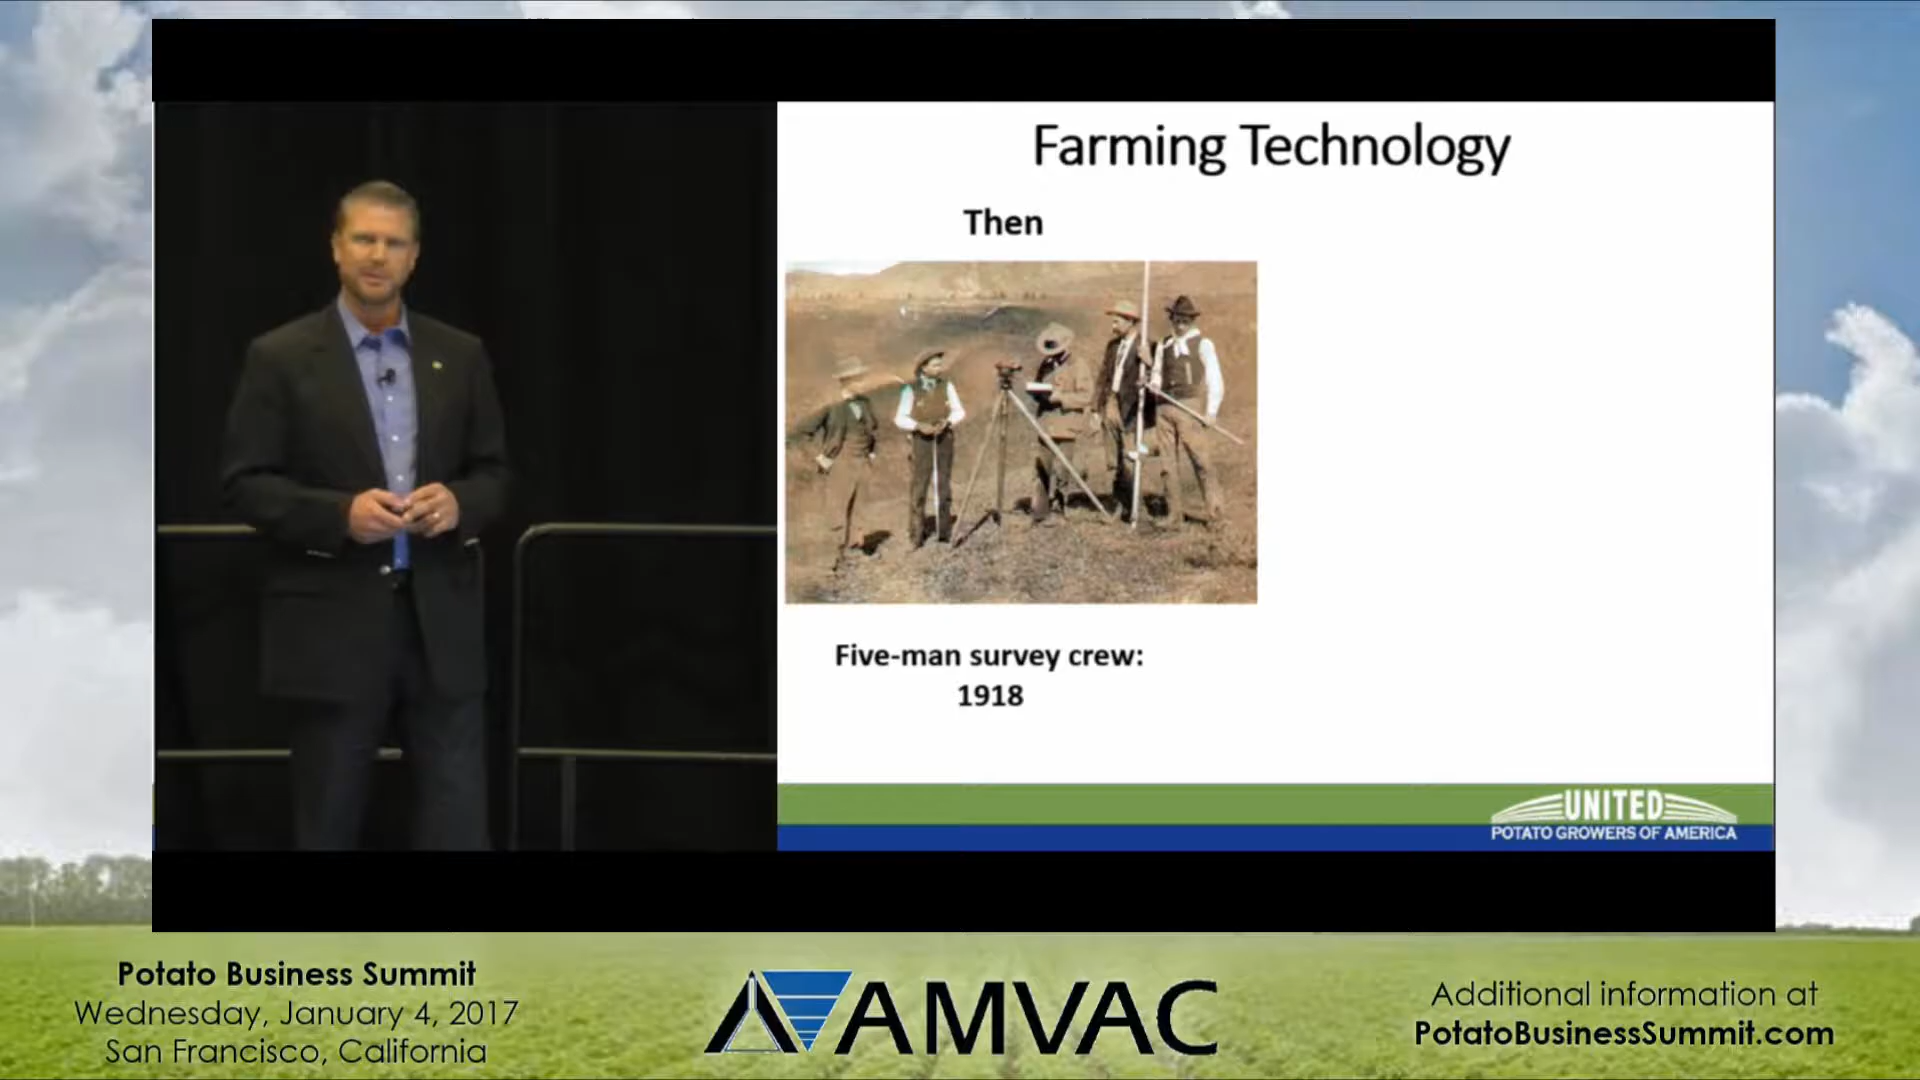 Farming Technology
Then
Five-man survey crew:
1918
UNITED
POTATO GROWERS OF AMERICA
Potato Business Summit
Wednesday, January 4, 2017
San Francisco, California
AMVAC
Additional information at
PotatoBusinessSummit.com